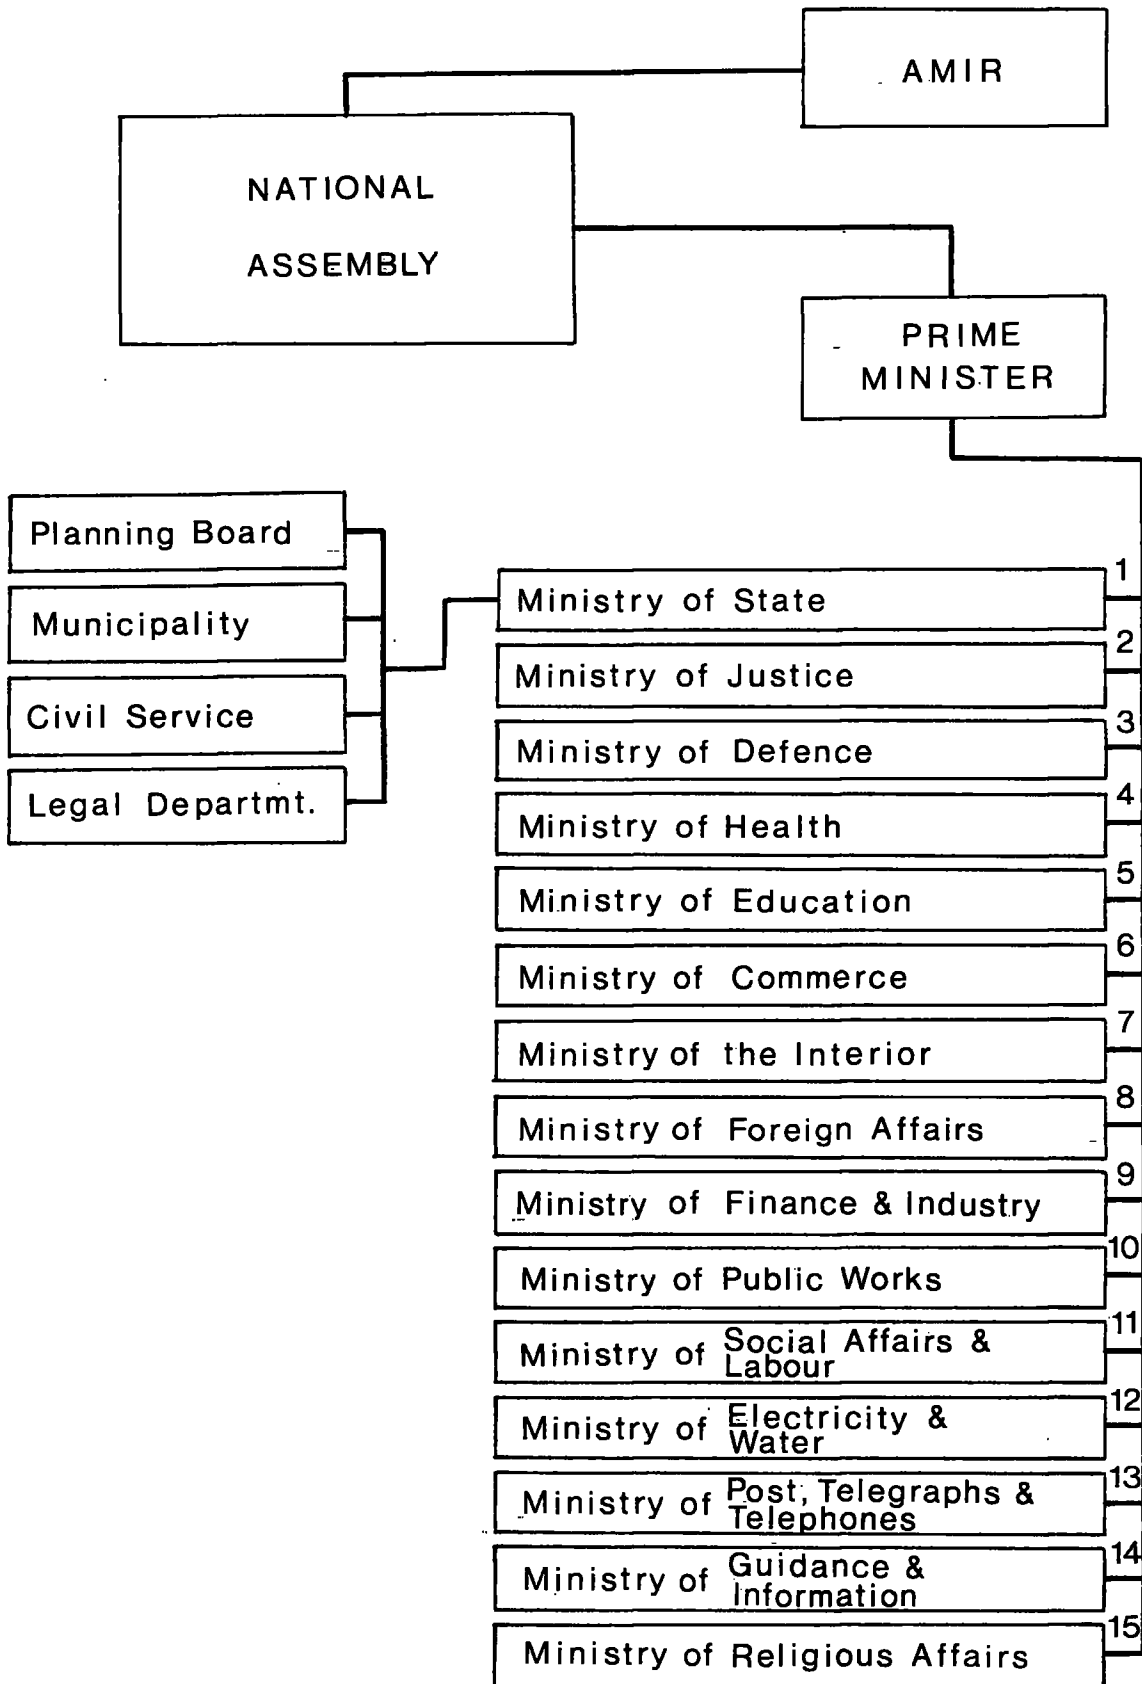 AMIR
NATIONAL
ASSEMBLY
PRIME
MINISTER
Planning Board
Municipality
Civil Service
Legal Departmt.
1
Ministry of State
2
Ministry of Justice
3
Ministry of Defence
4
Ministry of Health
5
Ministry of Education
6
Ministry of Commerce
7
Ministry of the Interior
8
Ministry of Foreign Affairs
9
Ministry of Finance & Industry
10
Ministry of Public Works
11
Ministry of Social Affairs &
Labour
12
Ministry of Electricity &
Water
13
Ministry of Post, Telegraphs &
Telephones
14
Ministry of Guidance &
Information
15
Ministry of Religious Affairs